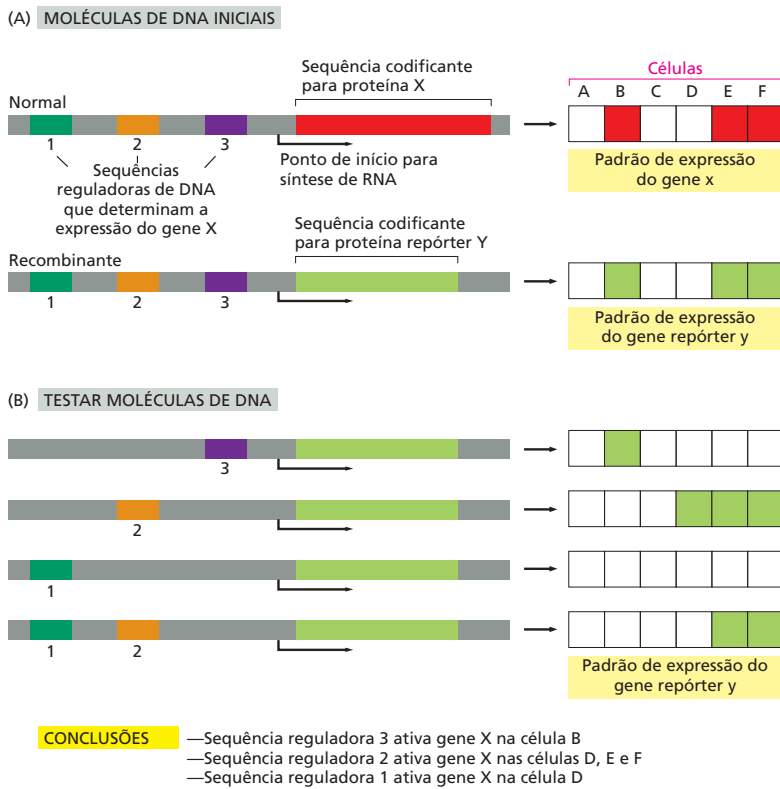 (A) MOLÉCULAS DE DNA INICIAIS
Normal
1
2
3
Sequências
reguladoras de DNA
que determinam a
expressão do gene X
Sequência codificante
para proteína X
Ponto de início para
síntese de RNA
Células
A B C D E F
Padrão de expressão
do gene x
Recombinante
1
2
3
Sequência codificante
para proteína repórter Y
Padrão de expressão
do gene repórter y
(B) TESTAR MOLÉCULAS DE DNA
3
2
1
1
2
Padrão de expressão do
gene repórter y
CONCLUSÕES —Sequência reguladora 3 ativa gene X na célula B
—Sequência reguladora 2 ativa gene X nas células D, E e F
—Sequência reguladora 1 ativa gene X na célula D